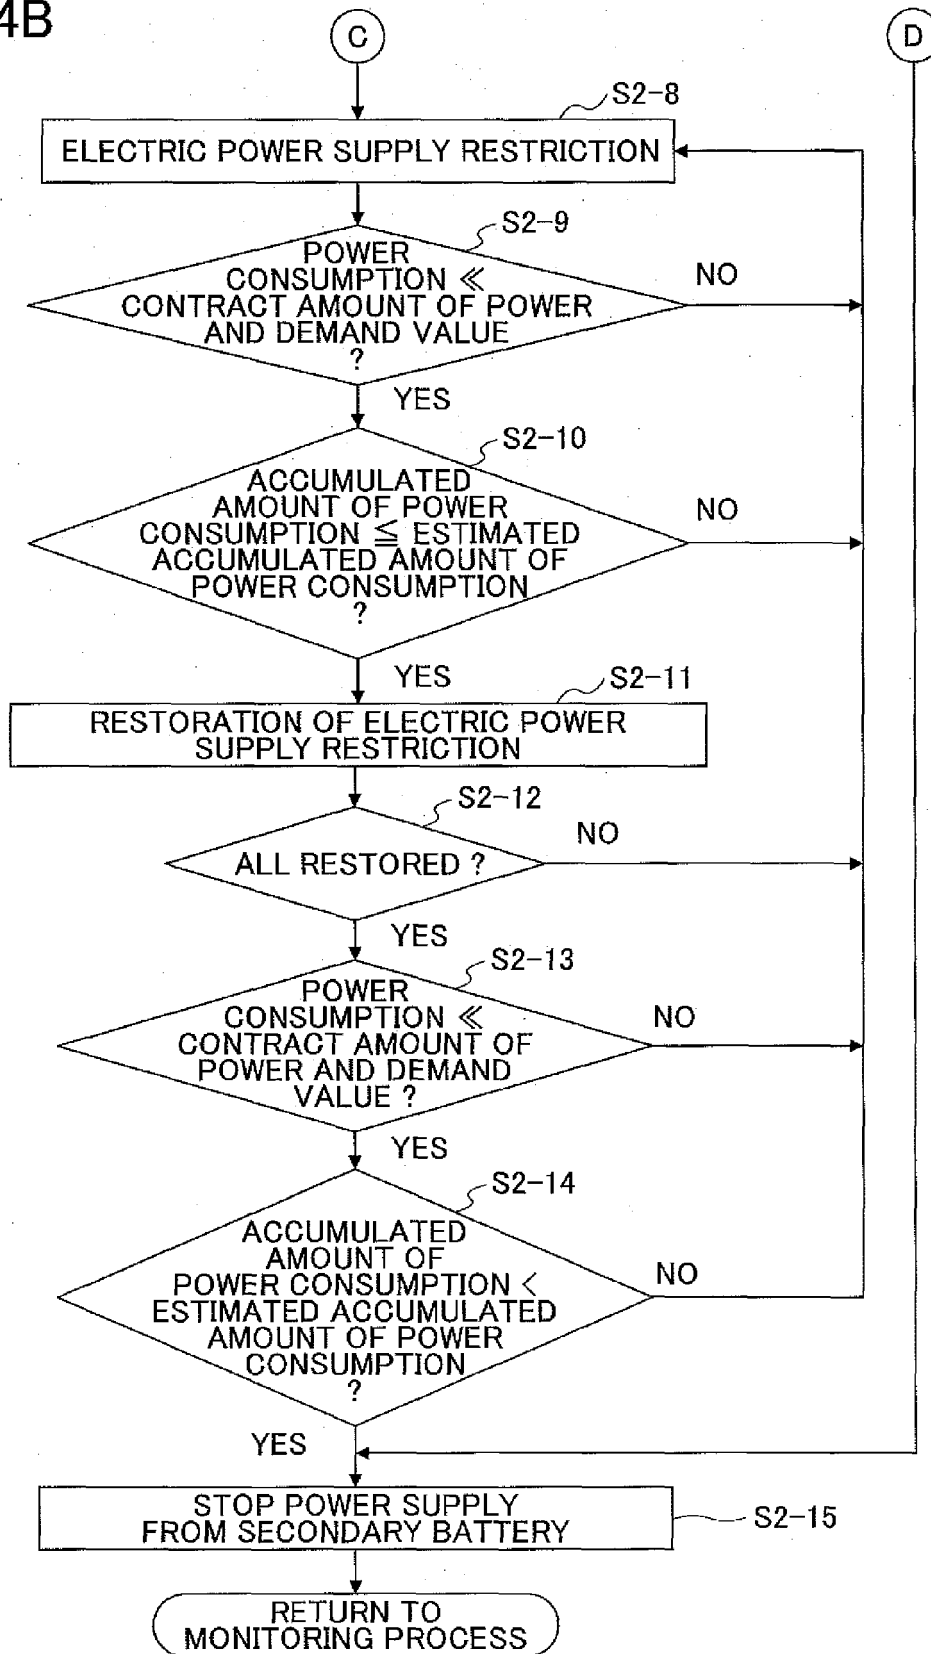 4B
C
D
S2-8
ELECTRIC POWER SUPPLY RESTRICTION
S2-9
POWER
CONSUMPTION ≪
CONTRACT AMOUNT OF POWER
AND DEMAND VALUE
?
NO
YES
S2-10
ACCUMULATED
AMOUNT OF POWER
CONSUMPTION ≦ ESTIMATED
ACCUMULATED AMOUNT OF
POWER CONSUMPTION
?
NO
YES
S2-11
RESTORATION OF ELECTRIC POWER
SUPPLY RESTRICTION
S2-12
ALL RESTORED ?
NO
YES
S2-13
POWER
CONSUMPTION ≪
CONTRACT AMOUNT OF
POWER AND DEMAND
VALUE ?
NO
YES
S2-14
ACCUMULATED
AMOUNT OF
POWER CONSUMPTION <
ESTIMATED ACCUMULATED
AMOUNT OF POWER
CONSUMPTION
?
NO
YES
STOP POWER SUPPLY
FROM SECONDARY BATTERY
S2-15
RETURN TO
MONITORING PROCESS